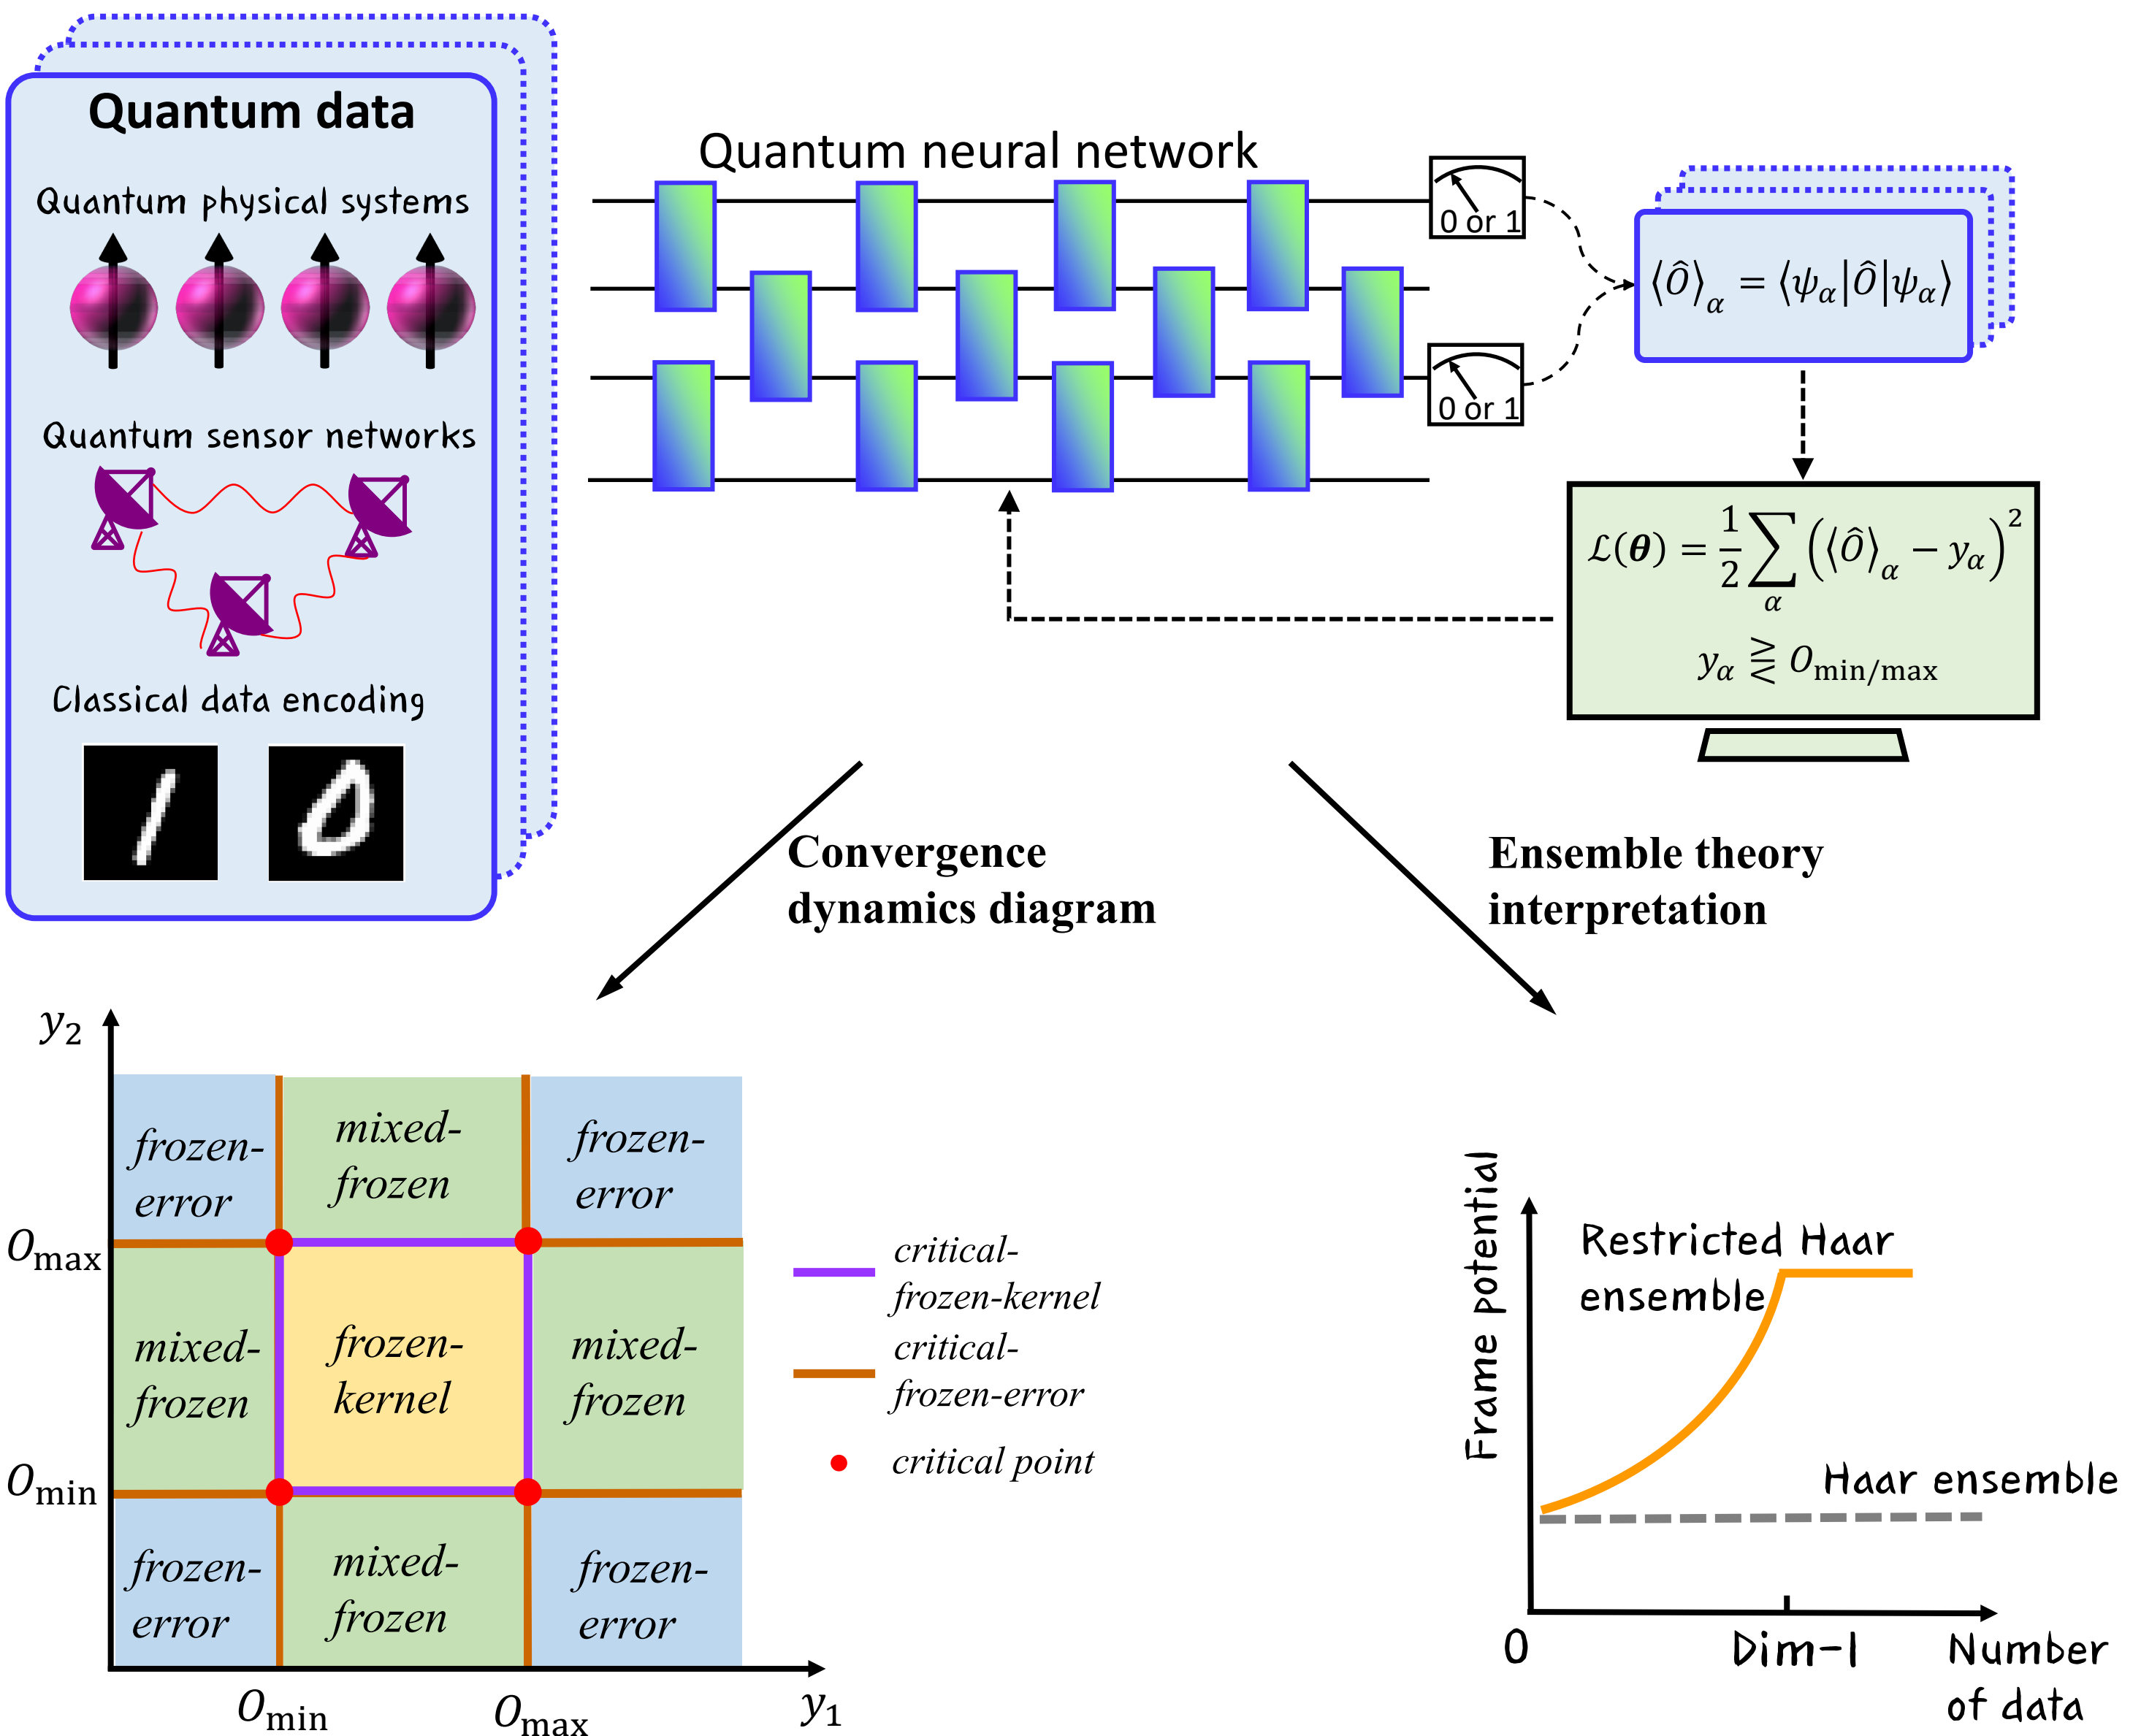 Quantum data
Quantum physical systems
Quantum sensor networks
Classical data encoding
Quantum neural network
0 or 1
0 or 1
⟨Ô⟩α = ⟨ψα|Ô|ψα⟩
ℒ(θ) = 1/2 ∑α (⟨Ô⟩α − yα)²
yα ⪌ Omin/max
Convergence
dynamics diagram
Ensemble theory
interpretation
y₂
frozen-
error
mixed-
frozen
frozen-
error
Omax
mixed-
frozen
frozen-
kernel
mixed-
frozen
Omin
frozen-
error
mixed-
frozen
frozen-
error
Omin
Omax
y₁
critical-
frozen-kernel
critical-
frozen-error
critical point
Frame potential
Restricted Haar
ensemble
Haar ensemble
0
Dim-1
Number
of data